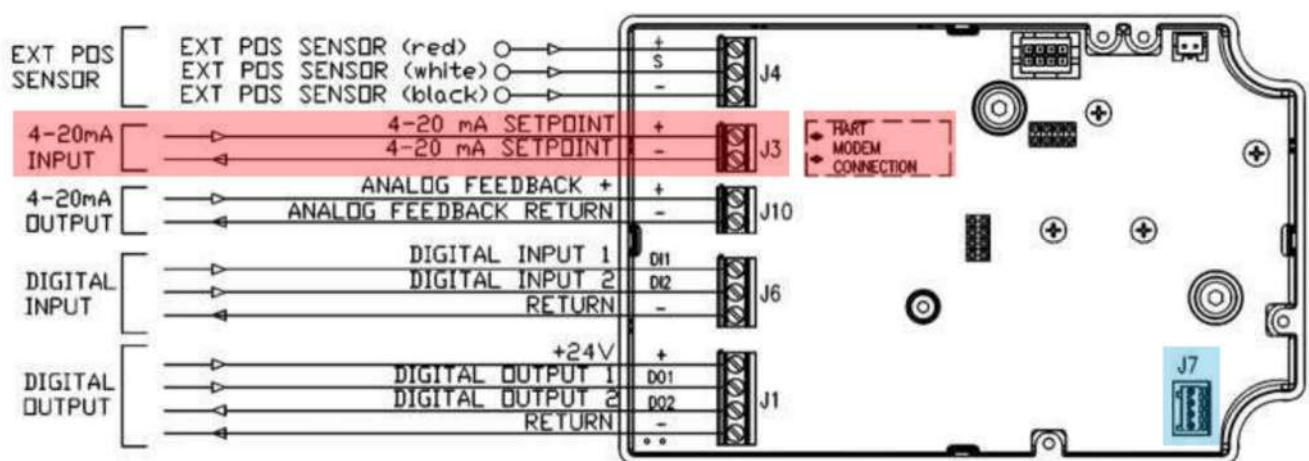 EXT POS
SENSOR
EXT POS SENSOR (red)
EXT POS SENSOR (white)
EXT POS SENSOR (black)
+
S
-
J4
4-20mA
INPUT
4-20 mA SETPOINT
4-20 mA SETPOINT
+
-
J3
HART
MODEM
CONNECTION
4-20mA
OUTPUT
ANALOG FEEDBACK +
ANALOG FEEDBACK RETURN
+
-
J10
DIGITAL
INPUT
DIGITAL INPUT 1
DIGITAL INPUT 2
RETURN
DI1
DI2
-
J6
DIGITAL
OUTPUT
+24V
DIGITAL OUTPUT 1
DIGITAL OUTPUT 2
RETURN
+
DO1
DO2
-
J1
J7